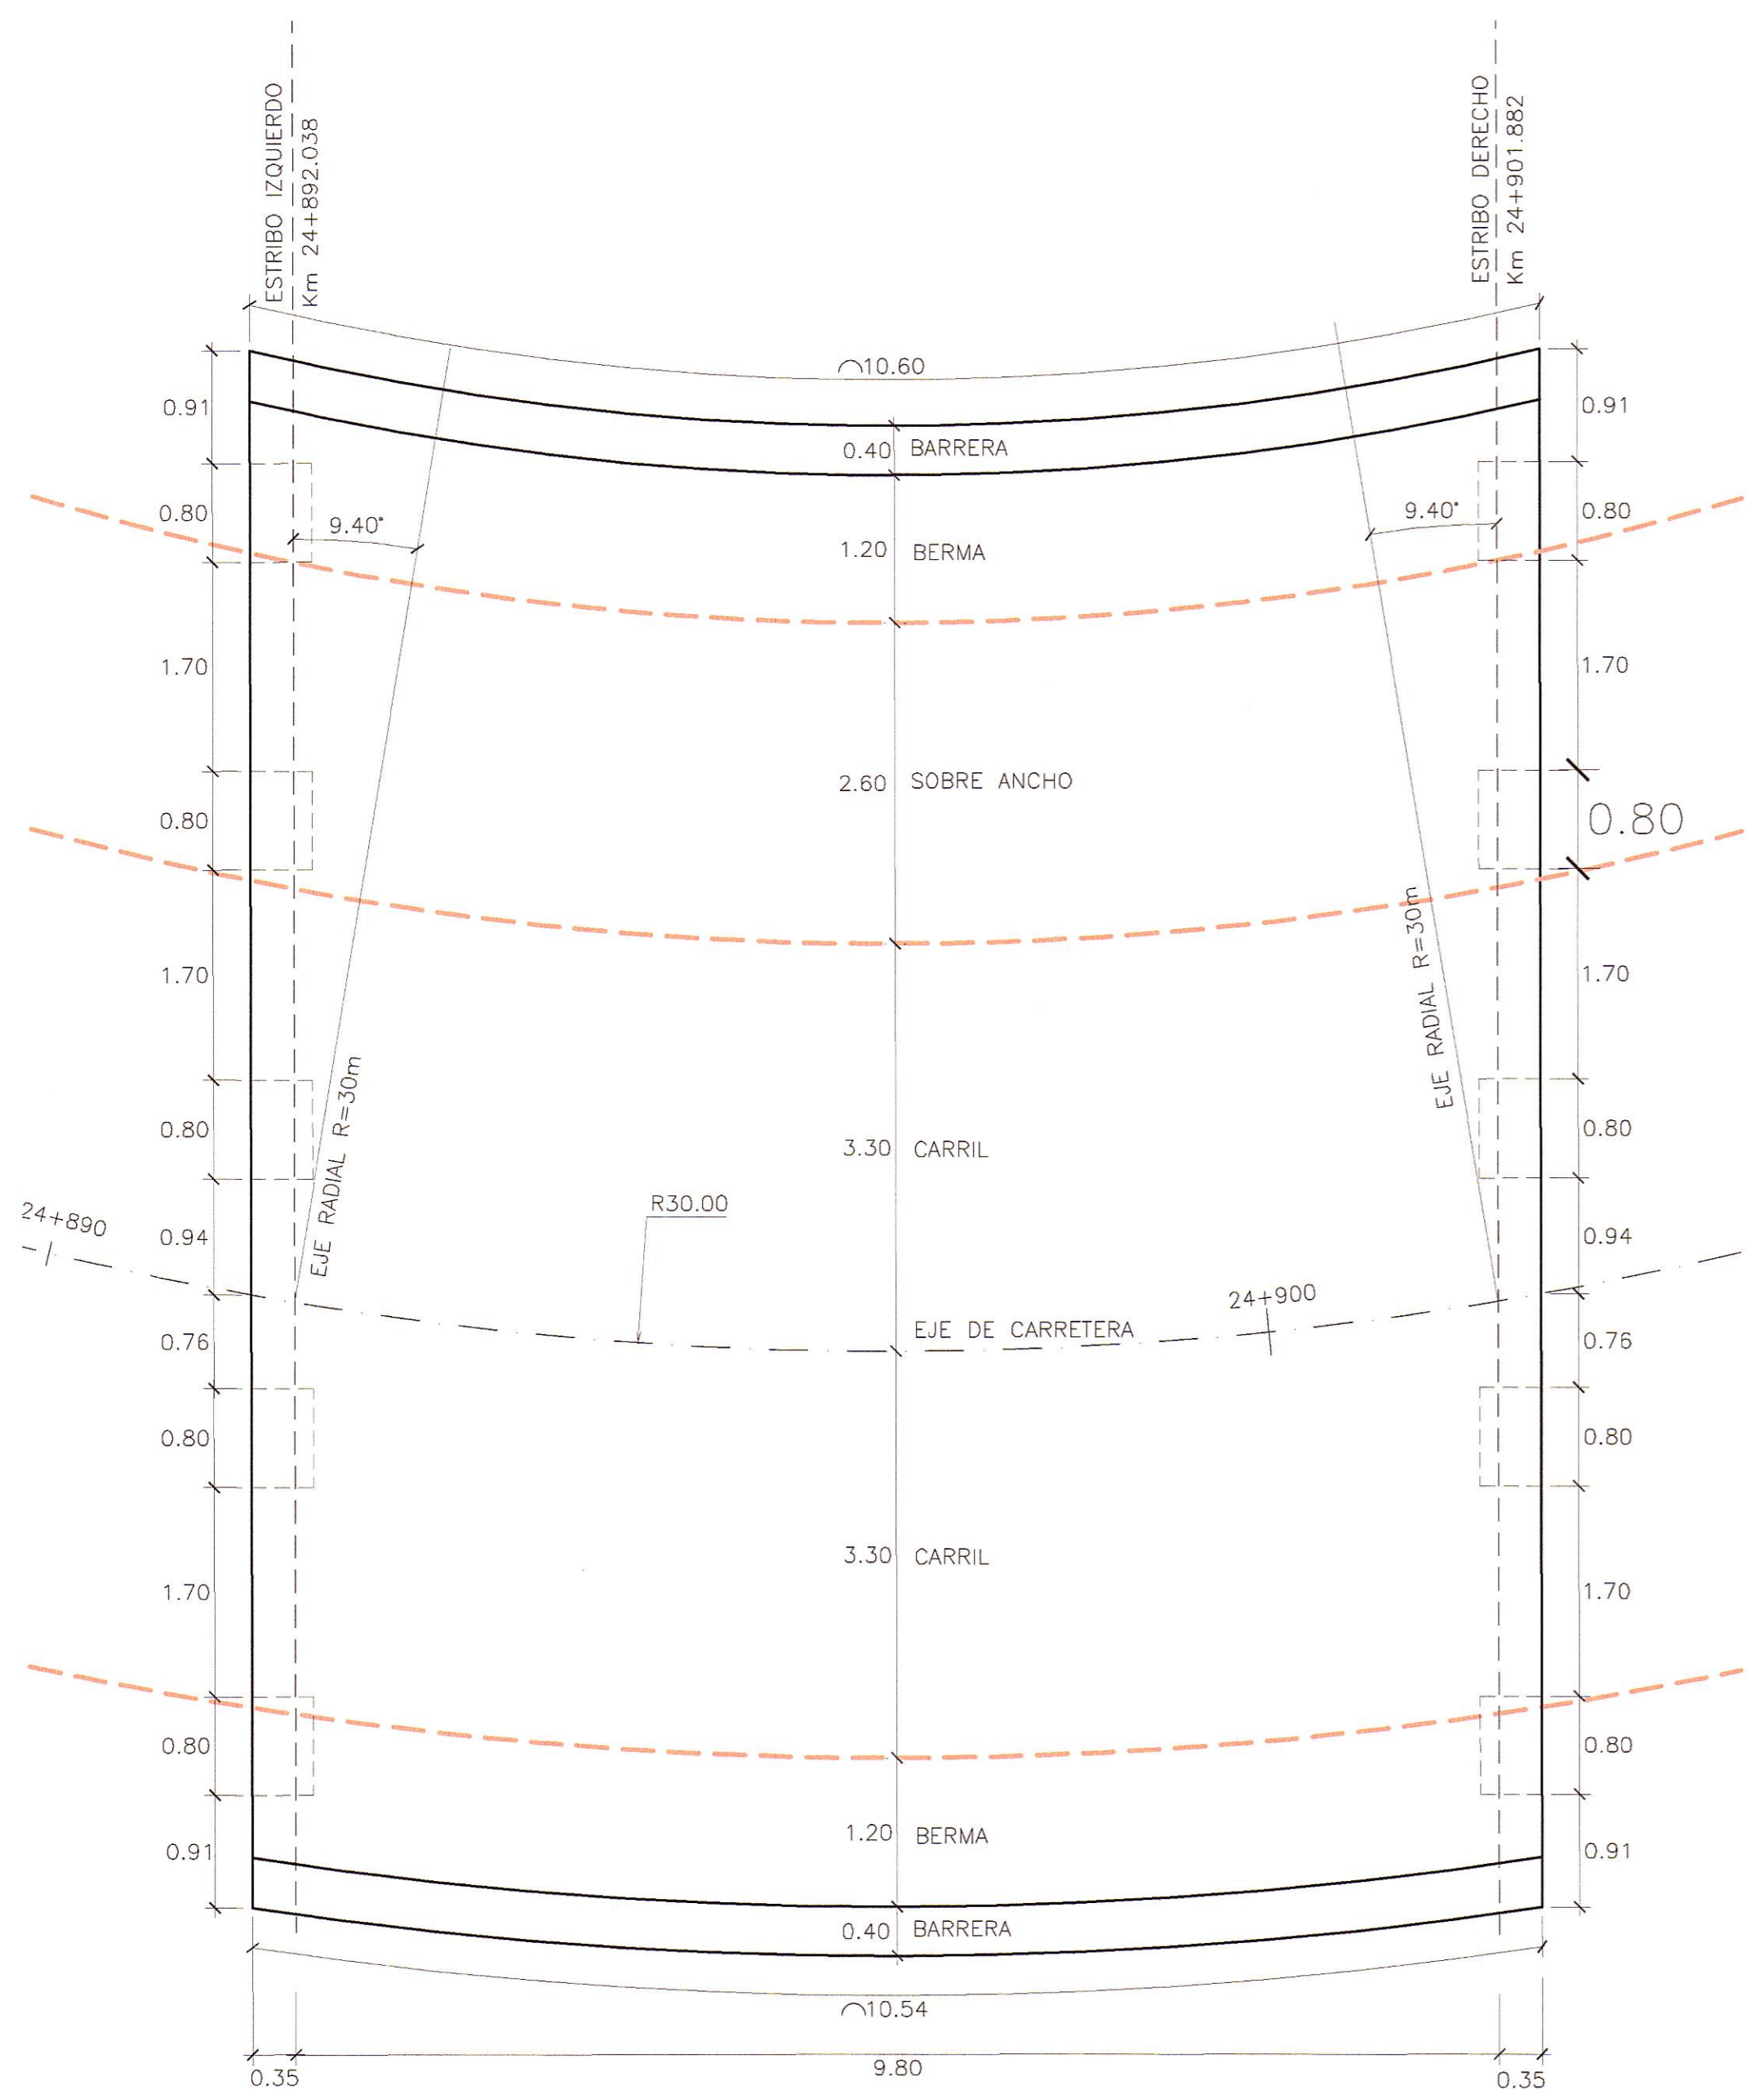 ESTRIBO IZQUIERDO
Km 24+892.038
ESTRIBO DERECHO
Km 24+901.882
10.60
0.91
0.91
0.40 BARRERA
0.80
9.40°
9.40°
0.80
1.20 BERMA
1.70
1.70
2.60 SOBRE ANCHO
0.80
0.80
1.70
EJE RADIAL R=30m
1.70
0.80
EJE RADIAL R=30m
3.30 CARRIL
0.80
24+890
0.94
R30.00
0.94
24+900
0.76
EJE DE CARRETERA
0.76
0.80
0.80
3.30 CARRIL
1.70
1.70
0.80
0.80
1.20 BERMA
0.91
0.91
0.40 BARRERA
10.54
0.35
9.80
0.35